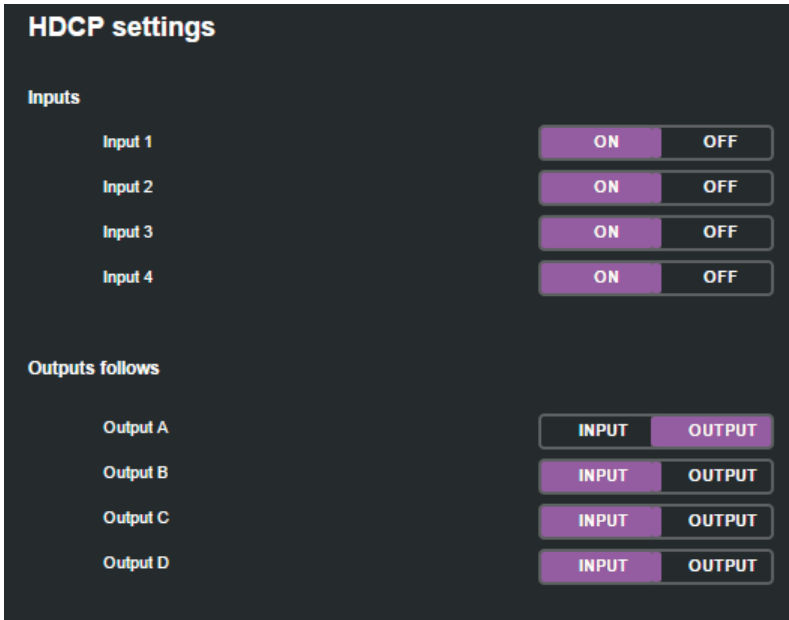 HDCP settings
Inputs
Input 1 ON OFF
Input 2 ON OFF
Input 3 ON OFF
Input 4 ON OFF
Outputs follows
Output A INPUT OUTPUT
Output B INPUT OUTPUT
Output C INPUT OUTPUT
Output D INPUT OUTPUT